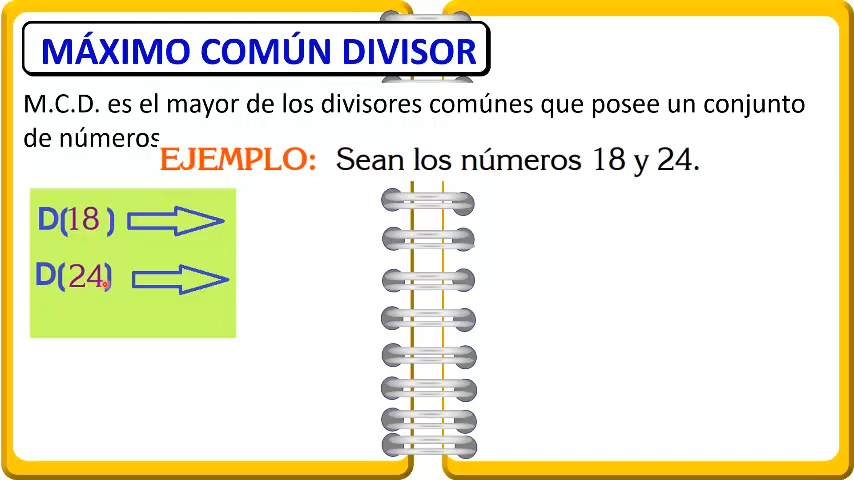 MÁXIMO COMÚN DIVISOR
M.C.D. es el mayor de los divisores comúnes que posee un conjunto
de números
EJEMPLO: Sean los números 18 y 24.
D(18)
D(24)